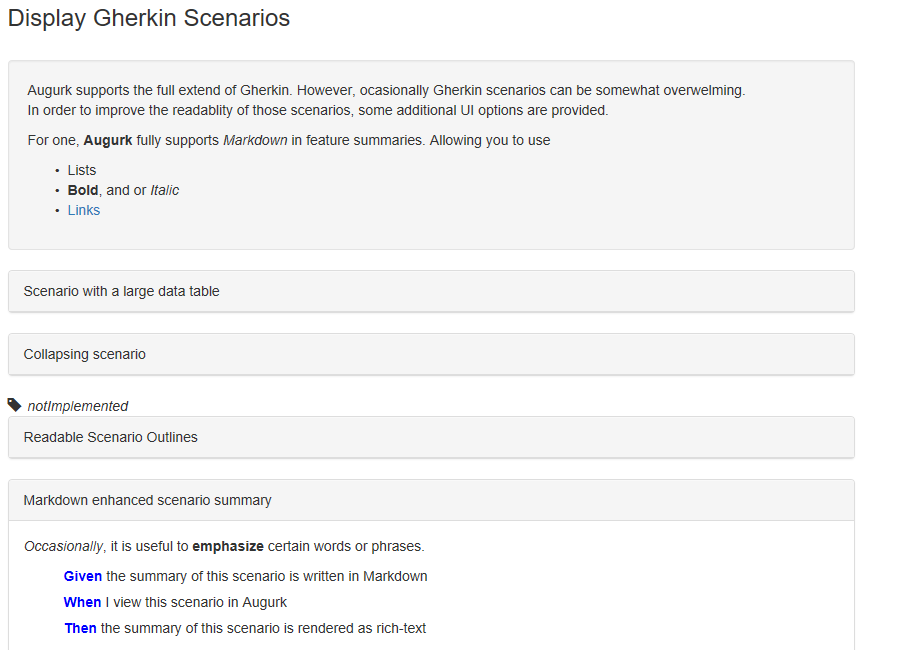 Display Gherkin Scenarios
Augurk supports the full extend of Gherkin. However, ocasionally Gherkin scenarios can be somewhat overwelming.
In order to improve the readablity of those scenarios, some additional UI options are provided.
For one, Augurk fully supports Markdown in feature summaries. Allowing you to use
• Lists
• Bold, and or Italic
• Links
Scenario with a large data table
Collapsing scenario
notImplemented
Readable Scenario Outlines
Markdown enhanced scenario summary
Occasionally, it is useful to emphasize certain words or phrases.
Given the summary of this scenario is written in Markdown
When I view this scenario in Augurk
Then the summary of this scenario is rendered as rich-text